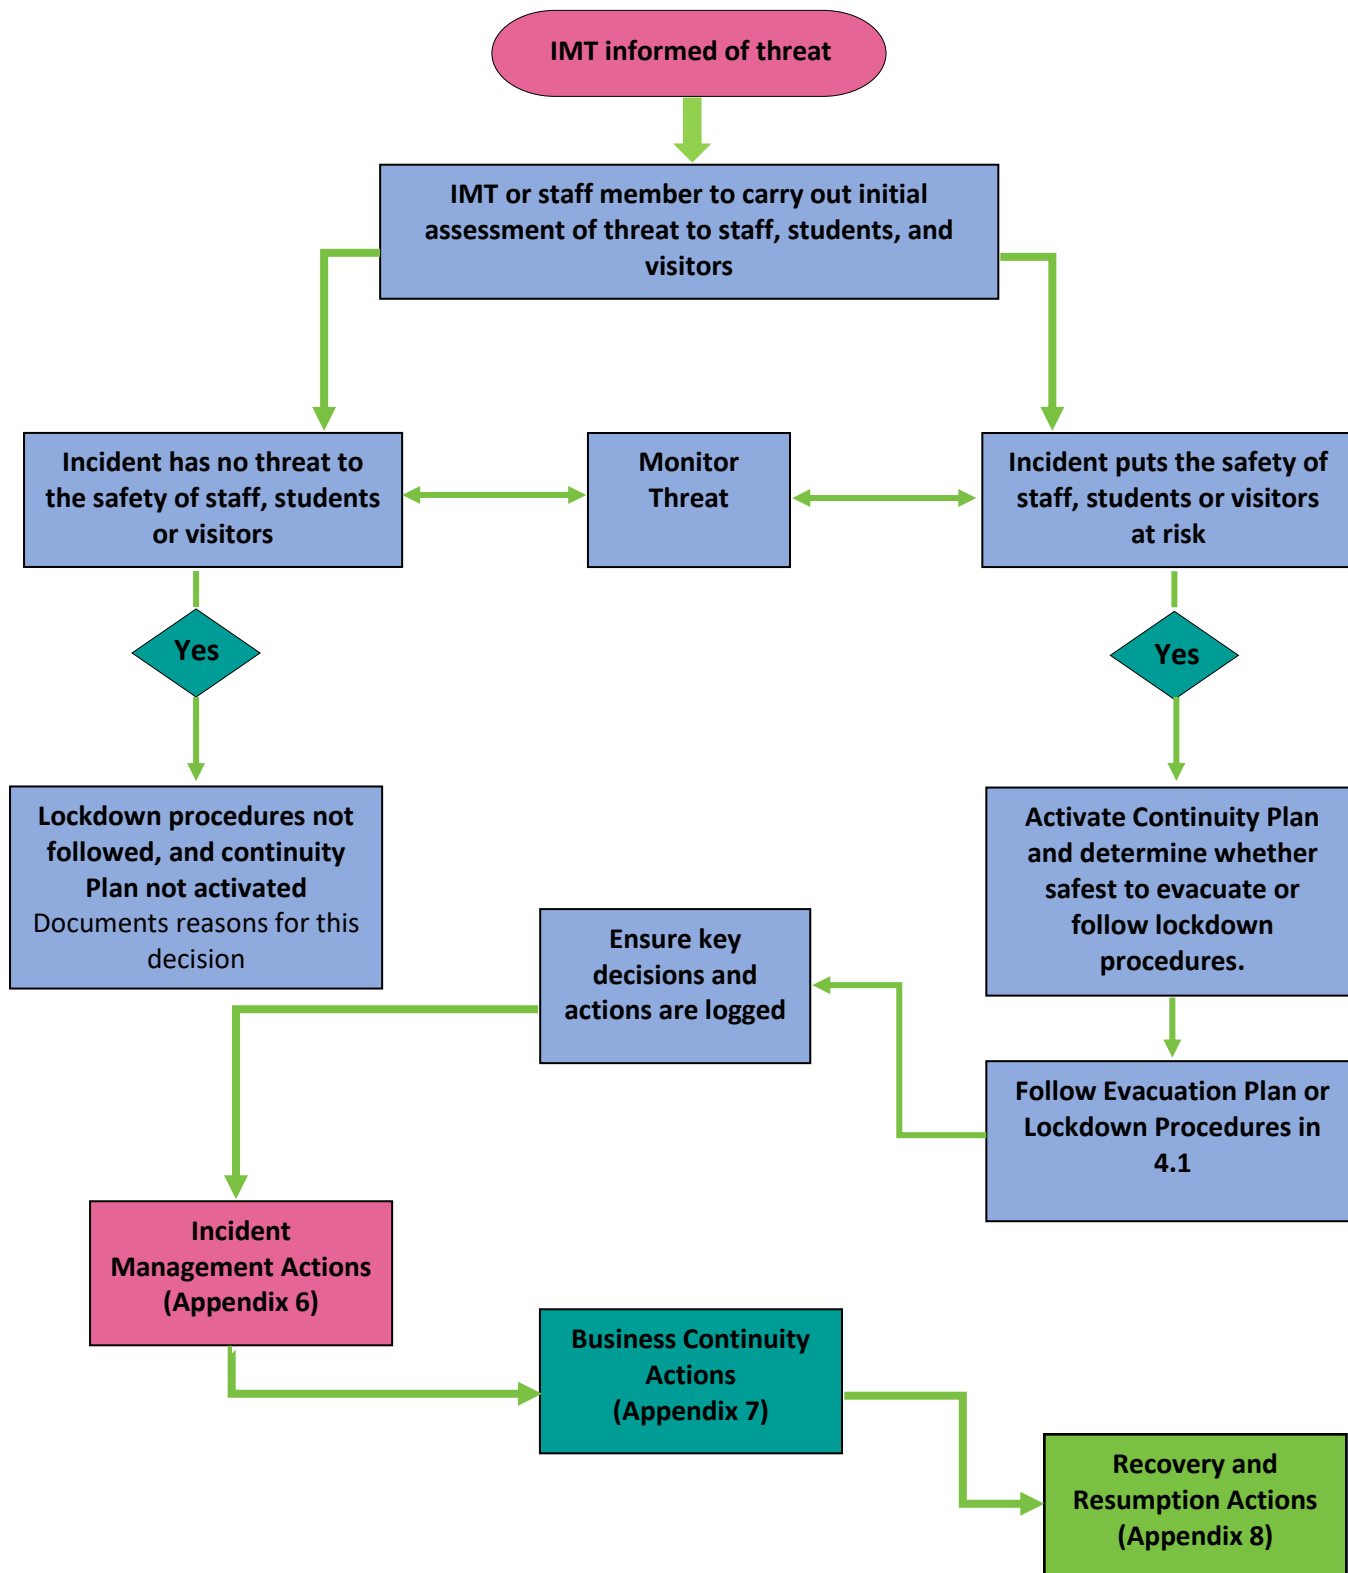 IMT informed of threat
IMT or staff member to carry out initial
assessment of threat to staff, students, and
visitors
Incident has no threat to
the safety of staff, students
or visitors
Monitor
Threat
Incident puts the safety of
staff, students or visitors
at risk
Yes
Yes
Lockdown procedures not
followed, and continuity
Plan not activated
Documents reasons for this
decision
Activate Continuity Plan
and determine whether
safest to evacuate or
follow lockdown
procedures.
Ensure key
decisions and
actions are logged
Follow Evacuation Plan or
Lockdown Procedures in
4.1
Incident
Management Actions
(Appendix 6)
Business Continuity
Actions
(Appendix 7)
Recovery and
Resumption Actions
(Appendix 8)